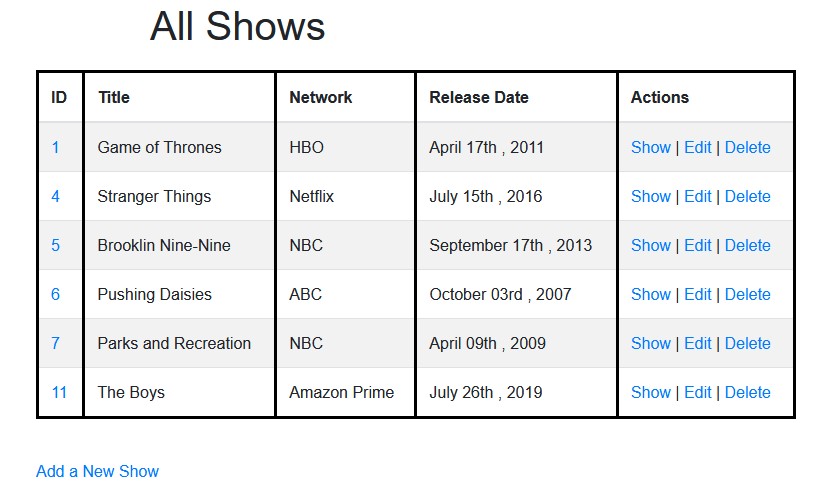 All Shows
ID Title Network Release Date Actions
1 Game of Thrones HBO April 17th , 2011 Show | Edit | Delete
4 Stranger Things Netflix July 15th , 2016 Show | Edit | Delete
5 Brooklin Nine-Nine NBC September 17th , 2013 Show | Edit | Delete
6 Pushing Daisies ABC October 03rd , 2007 Show | Edit | Delete
7 Parks and Recreation NBC April 09th , 2009 Show | Edit | Delete
11 The Boys Amazon Prime July 26th , 2019 Show | Edit | Delete
Add a New Show